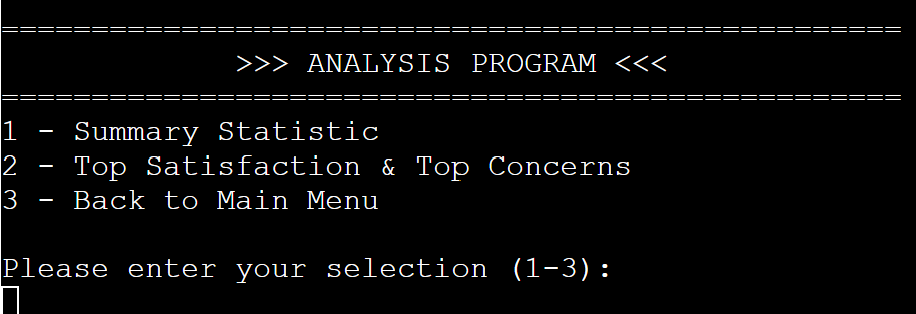 ==================================================
>>> ANALYSIS PROGRAM <<<
==================================================
1 - Summary Statistic
2 - Top Satisfaction & Top Concerns
3 - Back to Main Menu
Please enter your selection (1-3):